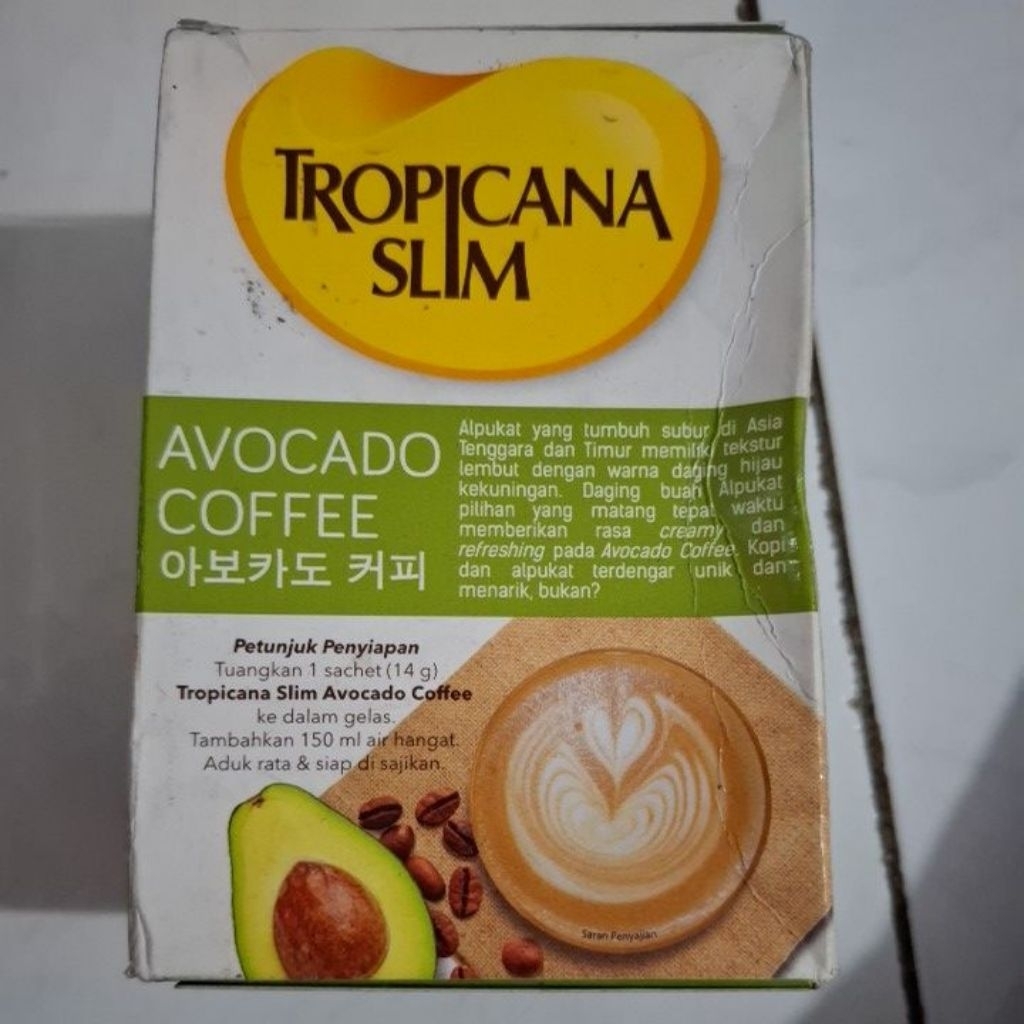 TROPICANA
SLIM
AVOCADO
COFFEE
아보카도 커피
Alpukat yang tumbuh subur di Asia
Tenggara dan Timur memiliki tekstur
lembut dengan warna daging hijau
kekuningan. Daging buah Alpukat
pilihan yang matang tepat waktu
memberikan rasa creamy dan
refreshing pada Avocado Coffee. Kopi
dan alpukat terdengar unik dan
menarik, bukan?
Petunjuk Penyiapan
Tuangkan 1 sachet (14 g)
Tropicana Slim Avocado Coffee
ke dalam gelas.
Tambahkan 150 ml air hangat.
Aduk rata & siap di sajikan.
Saran Penyajian